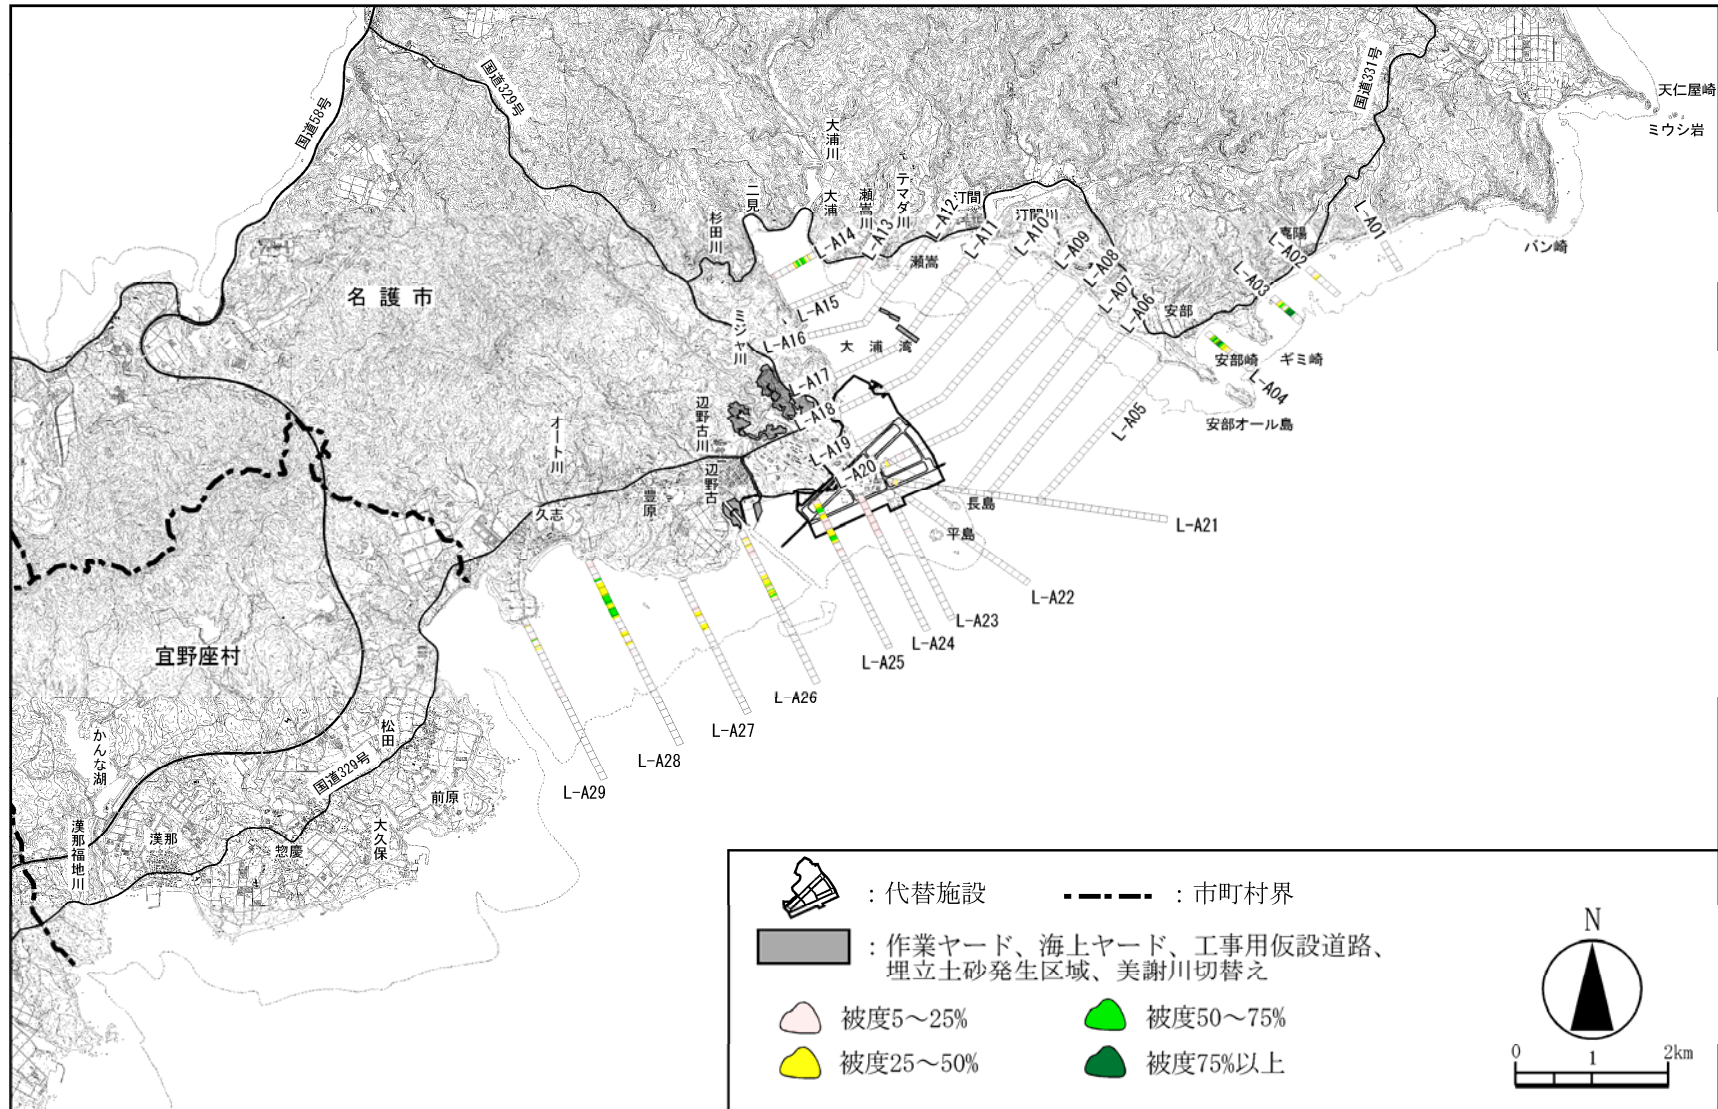 国道58号
国道329号
国道331号
天仁屋崎
ミウシ岩
バン崎
大浦川
二見
大浦
瀬嵩川
テマダ川
汀間
汀間川
杉田川
嘉陽
L-A01
L-A02
L-A03
L-A04
L-A05
L-A06
L-A07
L-A08
L-A09
L-A10
L-A11
L-A12
L-A13
L-A14
L-A15
L-A16
L-A17
L-A18
L-A19
-A20
L-A21
L-A22
L-A23
L-A24
L-A25
L-A26
L-A27
L-A28
L-A29
瀬嵩
安部
安部崎
ギミ崎
安部オール島
名護市
ミジャ川
大浦湾
辺野古川
辺野古
オート川
豊原
久志
長島
平島
宜野座村
かんな湖
松田
国道329号
前原
大久保
惣慶
漢那
漢那福地川
：代替施設
：市町村界
：作業ヤード、海上ヤード、工事用仮設道路、
埋立土砂発生区域、美謝川切替え
被度5～25%
被度50～75%
被度25～50%
被度75%以上
N
0 1 2km